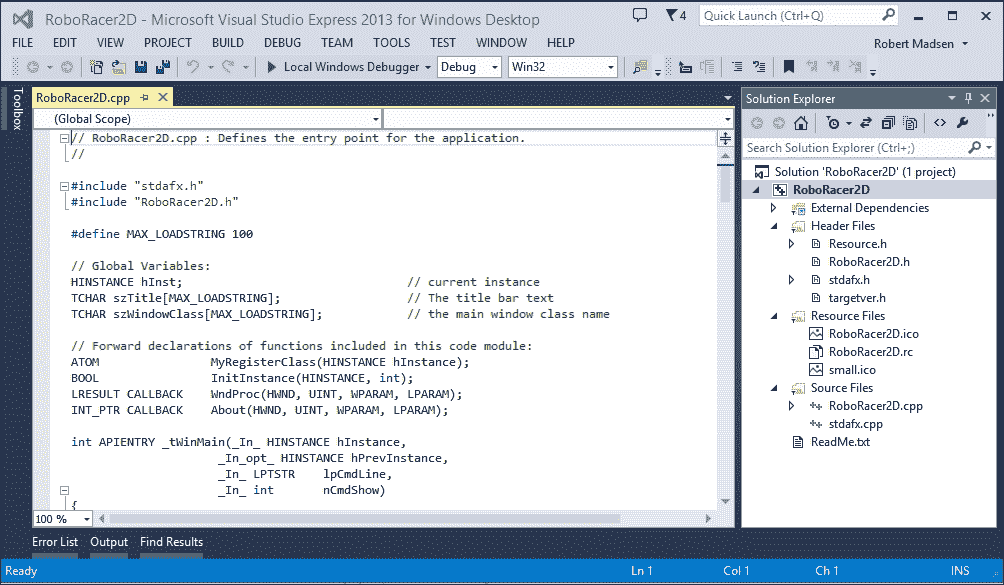 RoboRacer2D - Microsoft Visual Studio Express 2013 for Windows Desktop
4
Quick Launch (Ctrl+Q)
FILE EDIT VIEW PROJECT BUILD DEBUG TEAM TOOLS TEST WINDOW HELP
Robert Madsen
Local Windows Debugger Debug Win32
Toolbox
RoboRacer2D.cpp
(Global Scope)
// RoboRacer2D.cpp : Defines the entry point for the application.
//
#include "stdafx.h"
#include "RoboRacer2D.h"
#define MAX_LOADSTRING 100
// Global Variables:
HINSTANCE hInst; // current instance
TCHAR szTitle[MAX_LOADSTRING]; // The title bar text
TCHAR szWindowClass[MAX_LOADSTRING]; // the main window class name
// Forward declarations of functions included in this code module:
ATOM MyRegisterClass(HINSTANCE hInstance);
BOOL InitInstance(HINSTANCE, int);
LRESULT CALLBACK WndProc(HWND, UINT, WPARAM, LPARAM);
INT_PTR CALLBACK About(HWND, UINT, WPARAM, LPARAM);
int APIENTRY _tWinMain(_In_ HINSTANCE hInstance,
_In_opt_ HINSTANCE hPrevInstance,
_In_ LPTSTR lpCmdLine,
_In_ int nCmdShow)
{
100 %
Solution Explorer
Search Solution Explorer (Ctrl+;)
Solution 'RoboRacer2D' (1 project)
RoboRacer2D
External Dependencies
Header Files
Resource.h
RoboRacer2D.h
stdafx.h
targetver.h
Resource Files
RoboRacer2D.ico
RoboRacer2D.rc
small.ico
Source Files
RoboRacer2D.cpp
stdafx.cpp
ReadMe.txt
Error List Output Find Results
Ready Ln 1 Col 1 Ch 1 INS